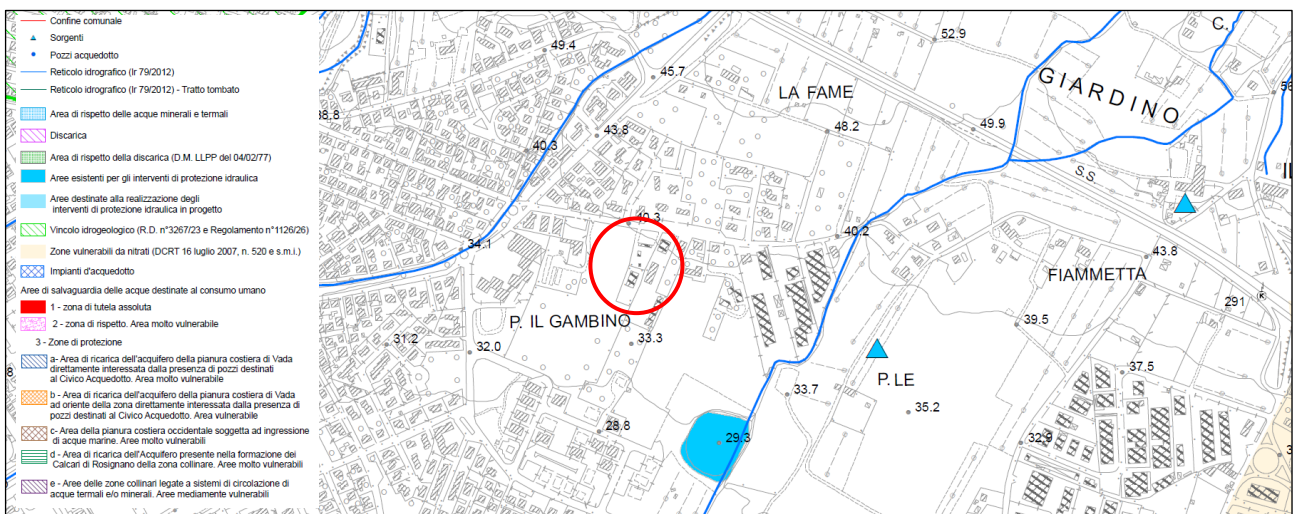 Confine comunale
Sorgenti
Pozzi acquedotto
Reticolo idrografico (lr 79/2012)
Reticolo idrografico (lr 79/2012) - Tratto tombato
Area di rispetto delle acque minerali e termali
Discarica
Area di rispetto della discarica (D.M. LLPP del 04/02/77)
Aree esistenti per gli interventi di protezione idraulica
Aree destinate alla realizzazione degli
interventi di protezione idraulica in progetto
Vincolo idrogeologico (R.D. n°3267/23 e Regolamento n°1126/26)
Zone vulnerabili da nitrati (DCRT 16 luglio 2007, n. 520 e s.m.i.)
Impianti d'acquedotto
Aree di salvaguardia delle acque destinate al consumo umano
1 - zona di tutela assoluta
2 - zona di rispetto. Area molto vulnerabile
3 - Zone di protezione
a- Area di ricarica dell'acquifero della pianura costiera di Vada
direttamente interessata dalla presenza di pozzi destinati
al Civico Acquedotto. Area molto vulnerabile
b - Area di ricarica dell'acquifero della pianura costiera di Vada
ad oriente della zona direttamente interessata dalla presenza di
pozzi destinati al Civico Acquedotto. Area vulnerabile
c- Area della pianura costiera occidentale soggetta ad ingressione
di acque marine. Aree molto vulnerabili
d - Area di ricarica dell'Acquifero presente nella formazione dei
Calcari di Rosignano della zona collinare. Aree molto vulnerabili
e - Aree delle zone collinari legate a sistemi di circolazione di
acque termali e/o minerali. Aree mediamente vulnerabili
C.
52.9
49.4
45.7
GIARDINO
LA FAME
38.8
43.8
48.2
49.9
40.3
S.S.
40.3
40.2
34.1
43.8
FIAMMETTA
291
P. IL GAMBINO
39.5
31.2
32.0
33.3
P.LE
37.5
33.7
35.2
28.8
29.3
32.9